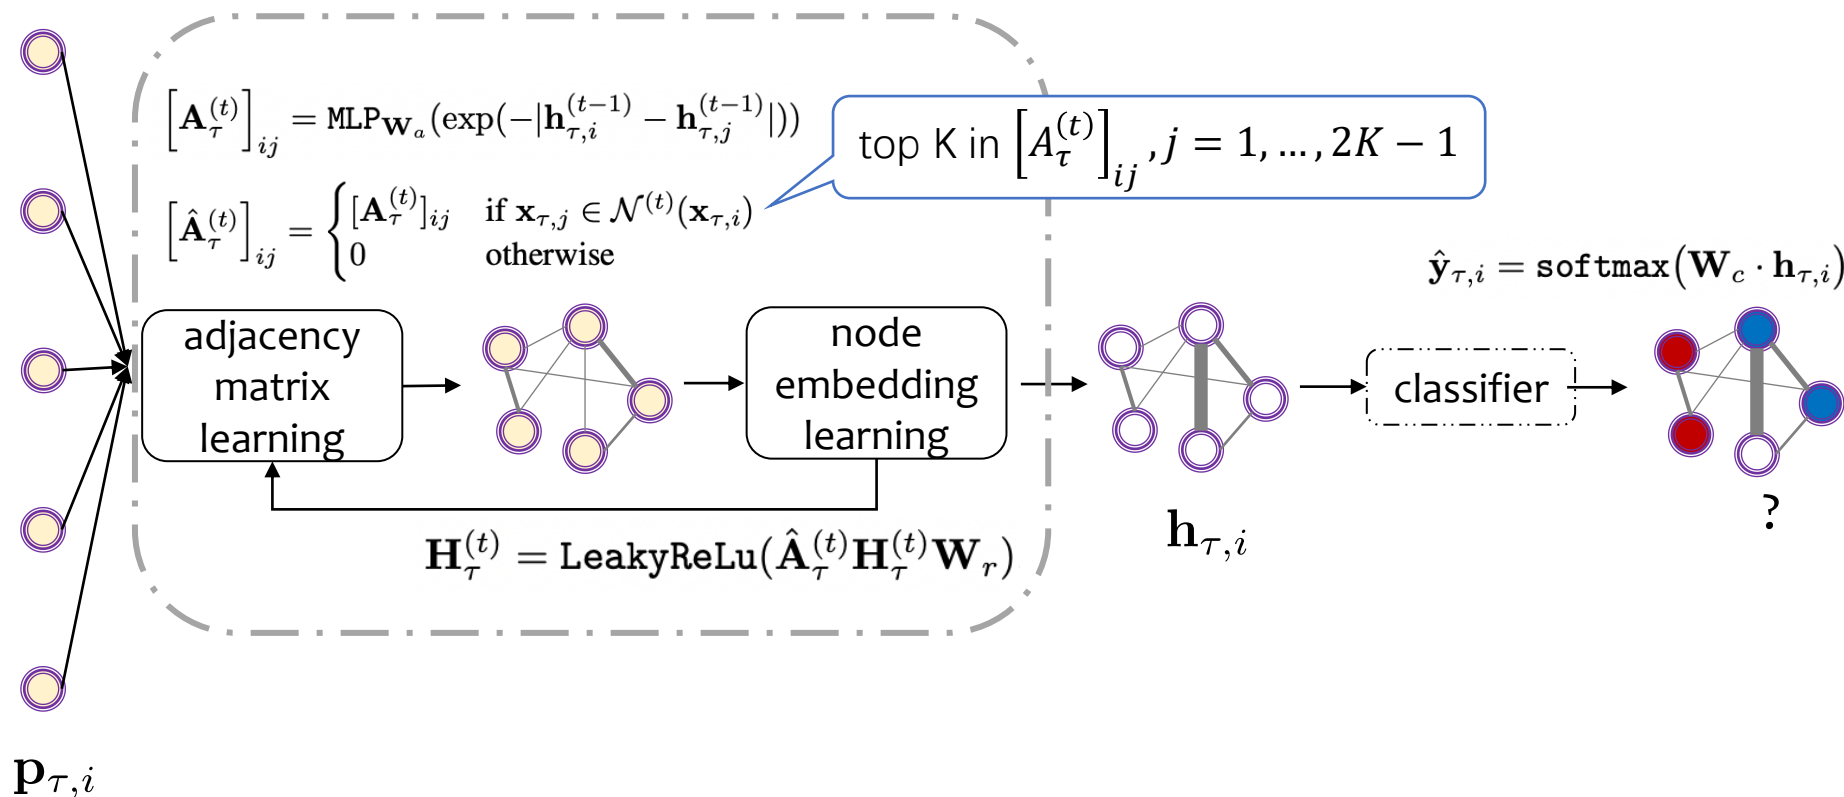 [A_τ^(t)]_ij = MLP_W_a(exp(−|h_τ,i^(t−1) − h_τ,j^(t−1)|))
top K in [A_τ^(t)]_ij, j = 1, …, 2K − 1
[Â_τ^(t)]_ij = { [A_τ^(t)]_ij if x_τ,j ∈ N^(t)(x_τ,i)
0 otherwise
ŷ_τ,i = softmax(W_c · h_τ,i)
adjacency
matrix
learning
node
embedding
learning
classifier
H_τ^(t) = LeakyReLu(Â_τ^(t) H_τ^(t) W_r)
h_τ,i
?
p_τ,i